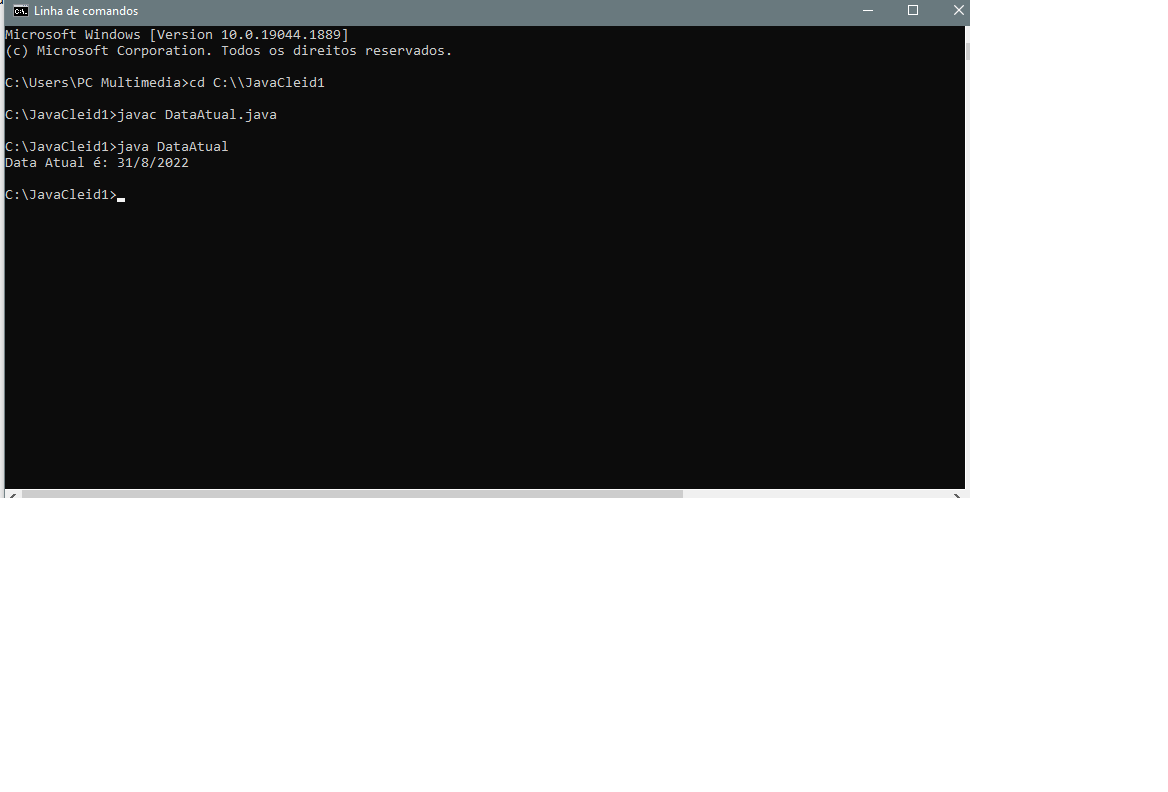 Linha de comandos
Microsoft Windows [Version 10.0.19044.1889]
(c) Microsoft Corporation. Todos os direitos reservados.
C:\Users\PC Multimedia>cd C:\\JavaCleid1
C:\JavaCleid1>javac DataAtual.java
C:\JavaCleid1>java DataAtual
Data Atual é: 31/8/2022
C:\JavaCleid1>